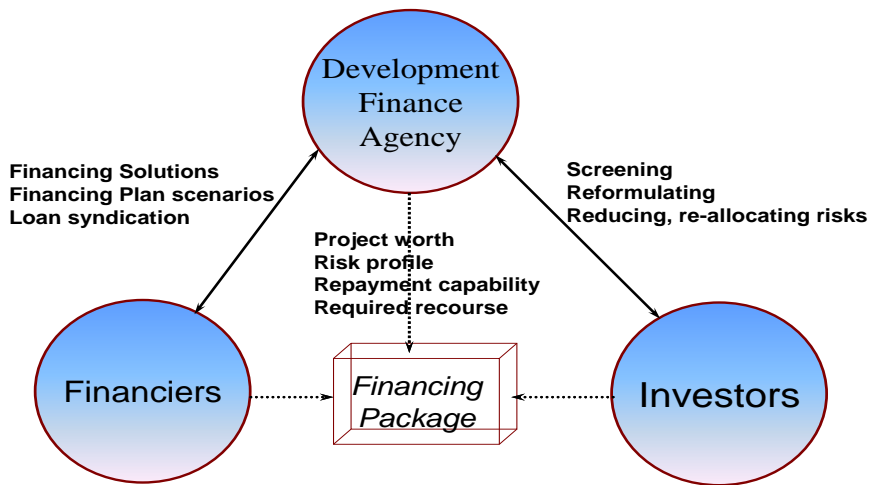 Development
Finance
Agency
Financing Solutions
Financing Plan scenarios
Loan syndication
Screening
Reformulating
Reducing, re-allocating risks
Project worth
Risk profile
Repayment capability
Required recourse
Financiers
Financing
Package
Investors